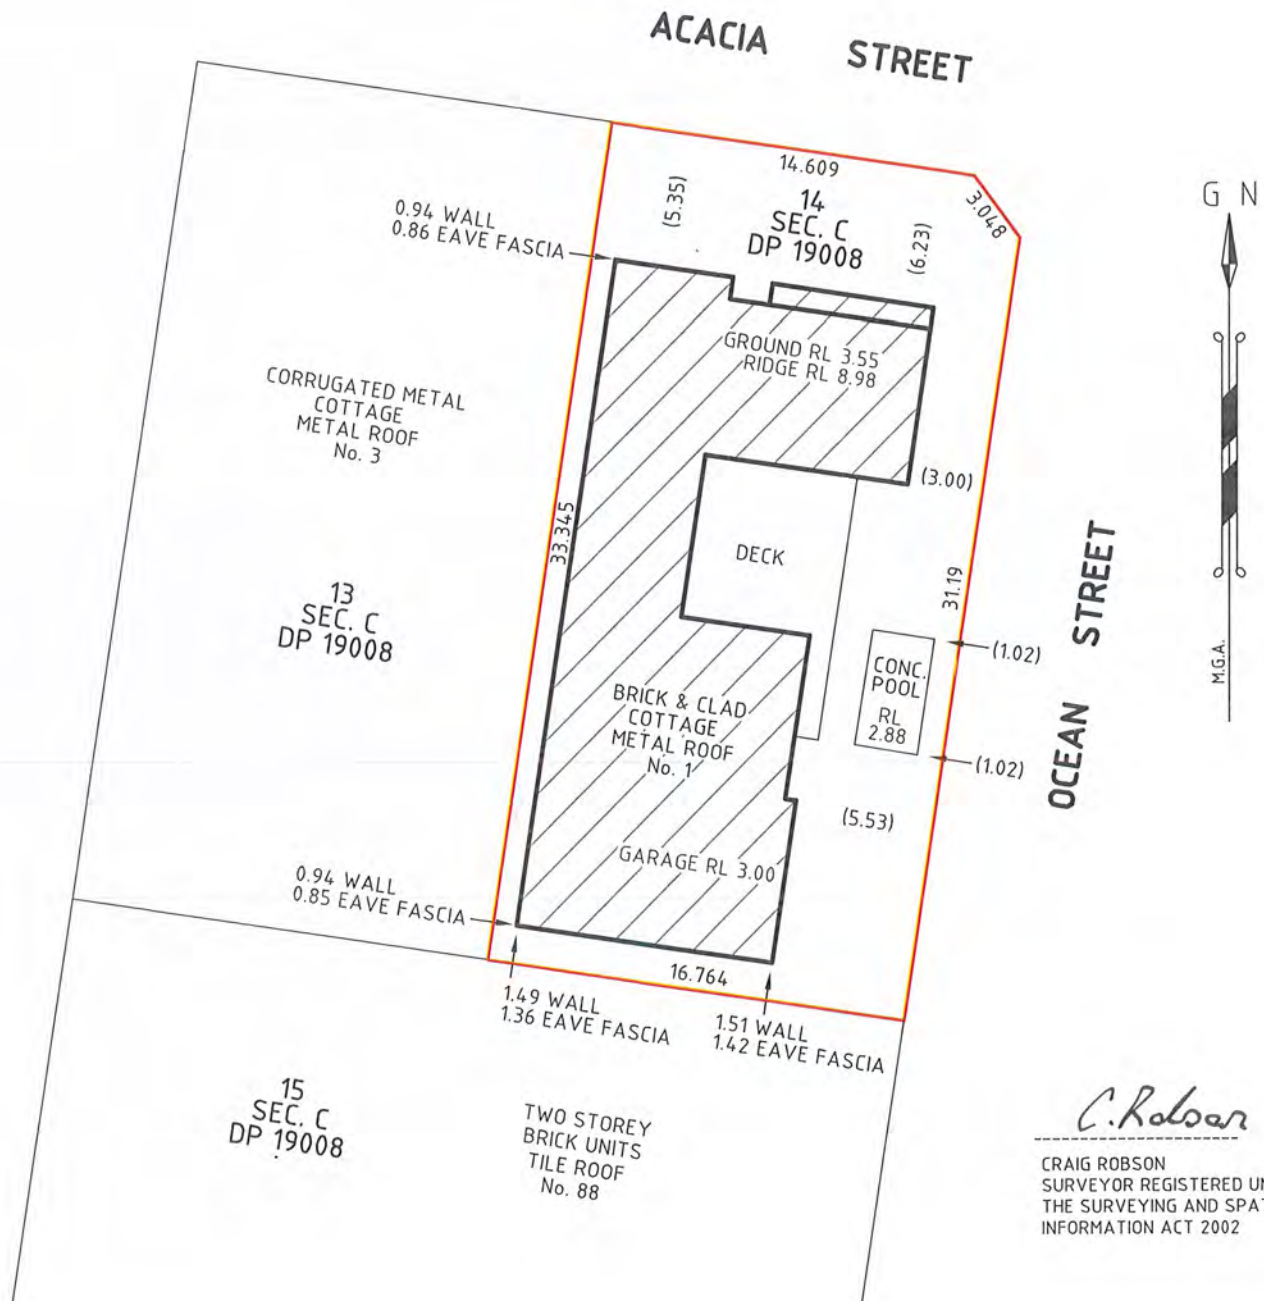 ACACIA STREET
14.609
3.048
14
SEC. C
DP 19008
(5.35)
(6.23)
0.94 WALL
0.86 EAVE FASCIA
G N
GROUND RL 3.55
RIDGE RL 8.98
CORRUGATED METAL
COTTAGE
METAL ROOF
No. 3
(3.00)
33.345
DECK
31.19
OCEAN STREET
13
SEC. C
DP 19008
(1.02)
CONC.
POOL
RL
2.88
M.G.A.
BRICK & CLAD
COTTAGE
METAL ROOF
No. 1
(1.02)
(5.53)
GARAGE RL 3.00
0.94 WALL
0.85 EAVE FASCIA
16.764
1.49 WALL
1.36 EAVE FASCIA
1.51 WALL
1.42 EAVE FASCIA
15
SEC. C
DP 19008
TWO STOREY
BRICK UNITS
TILE ROOF
No. 88
C. Robson
CRAIG ROBSON
SURVEYOR REGISTERED UN
THE SURVEYING AND SPAT
INFORMATION ACT 2002